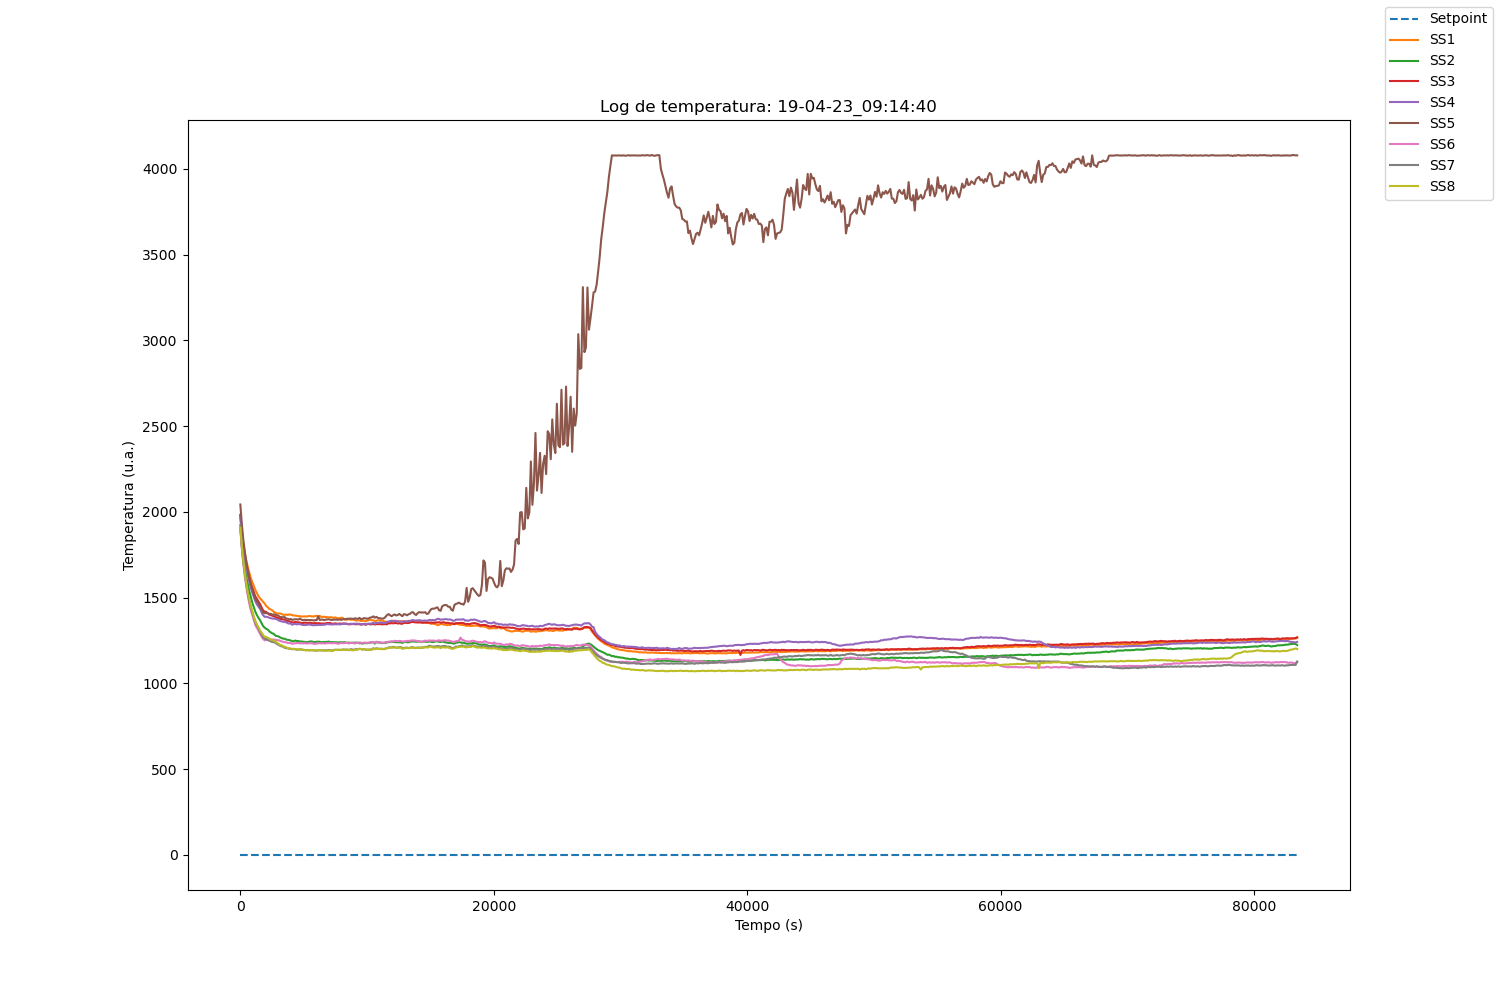 Setpoint
SS1
SS2
SS3
SS4
SS5
SS6
SS7
SS8
Log de temperatura: 19-04-23_09:14:40
4000
3500
3000
2500
2000
1500
1000
500
0
Temperatura (u.a.)
0 20000 40000 60000 80000
Tempo (s)